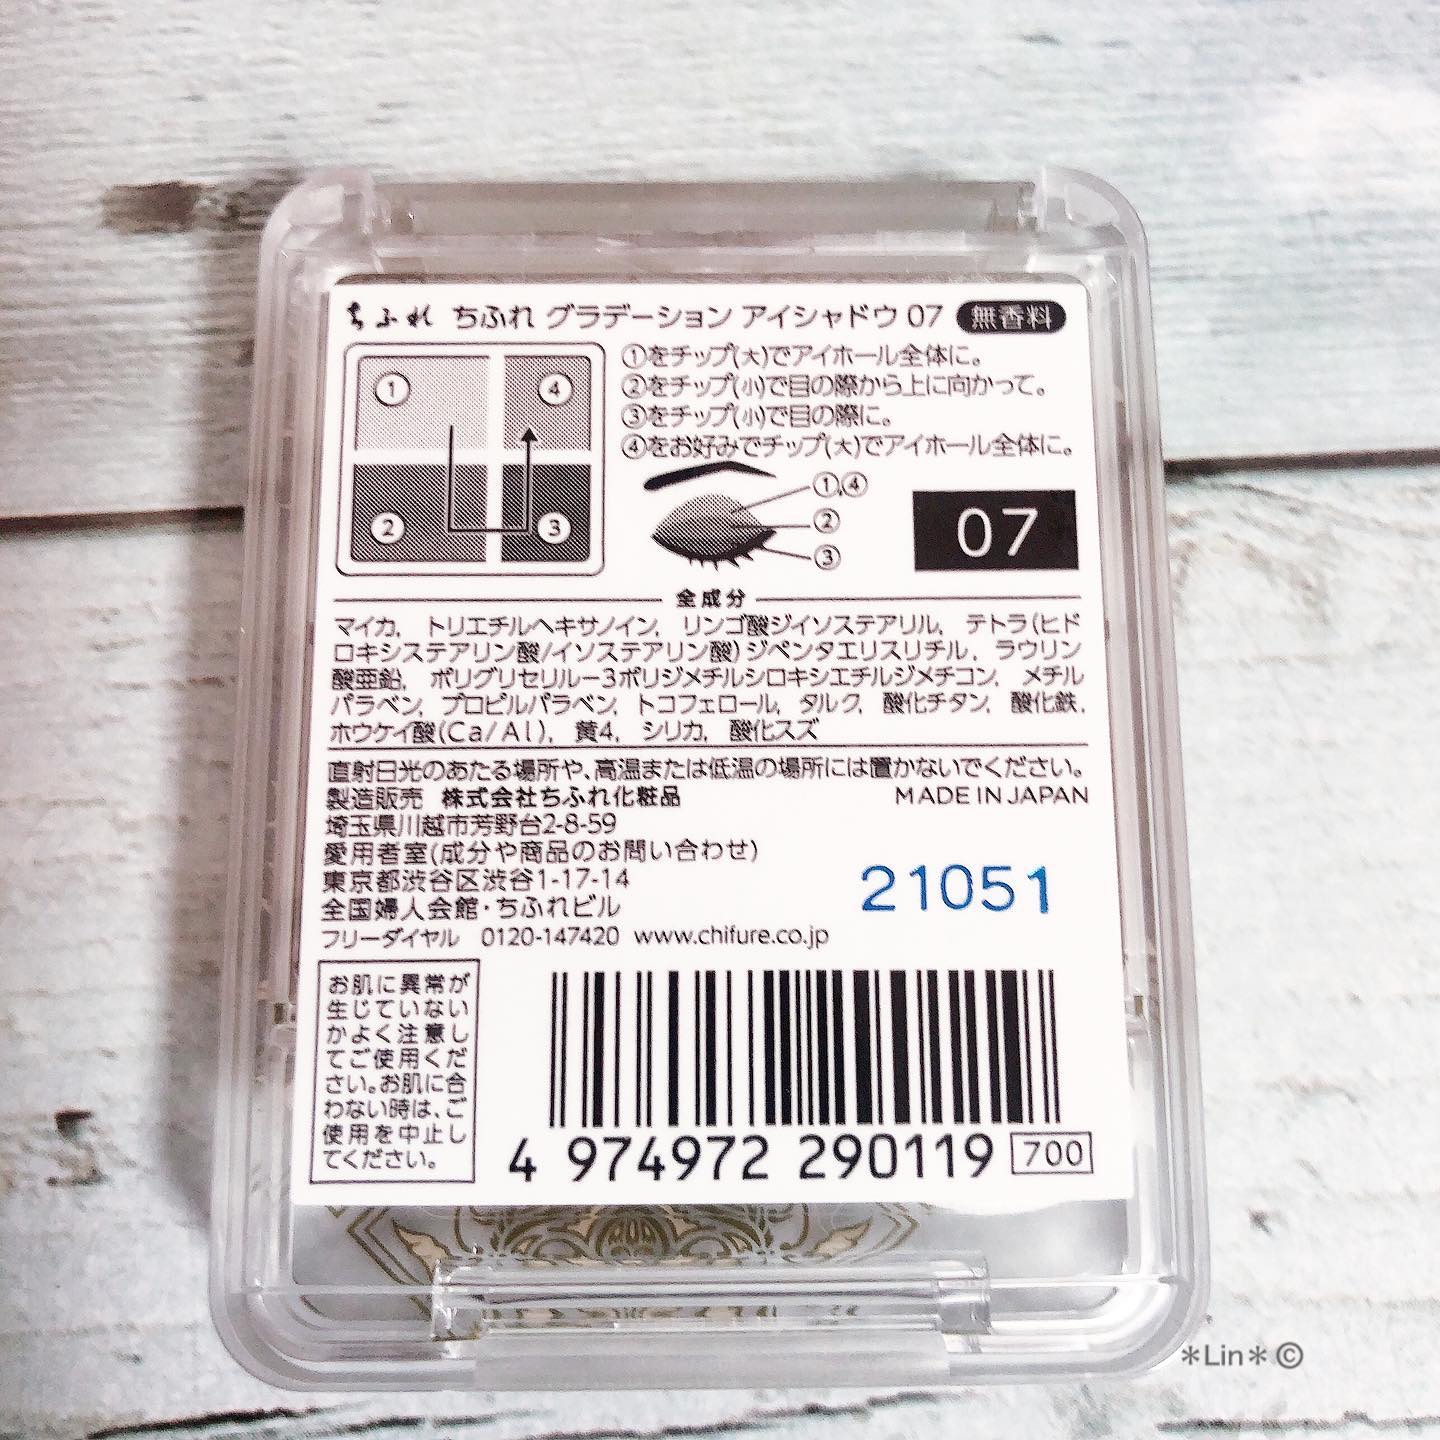 ちふれ ちふれ グラデーション アイシャドウ 07 無香料
①をチップ(大)でアイホール全体に。
②をチップ(小)で目の際から上に向かって。
③をチップ(小)で目の際に。
④をお好みでチップ(大)でアイホール全体に。
① ④
② ③
①,④
②
③
07
全成分
マイカ, トリエチルヘキサノイン, リンゴ酸ジイソステアリル, テトラ(ヒド
ロキシステアリン酸/イソステアリン酸)ジペンタエリスリチル, ラウリン
酸亜鉛, ポリグリセリル-3ポリジメチルシロキシエチルジメチコン, メチル
パラベン, プロピルパラベン, トコフェロール, タルク, 酸化チタン, 酸化鉄,
ホウケイ酸(Ca/Al), 黄4, シリカ, 酸化スズ
直射日光のあたる場所や、高温または低温の場所には置かないでください。
製造販売 株式会社ちふれ化粧品 MADE IN JAPAN
埼玉県川越市芳野台2-8-59
愛用者室(成分や商品のお問い合わせ)
東京都渋谷区渋谷1-17-14
全国婦人会館・ちふれビル
フリーダイヤル 0120-147420 www.chifure.co.jp
21051
お肌に異常が
生じていない
かよく注意し
てご使用くだ
さい。お肌に合
わない時は、ご
使用を中止し
てください。
4 974972 290119 700
＊Lin＊©